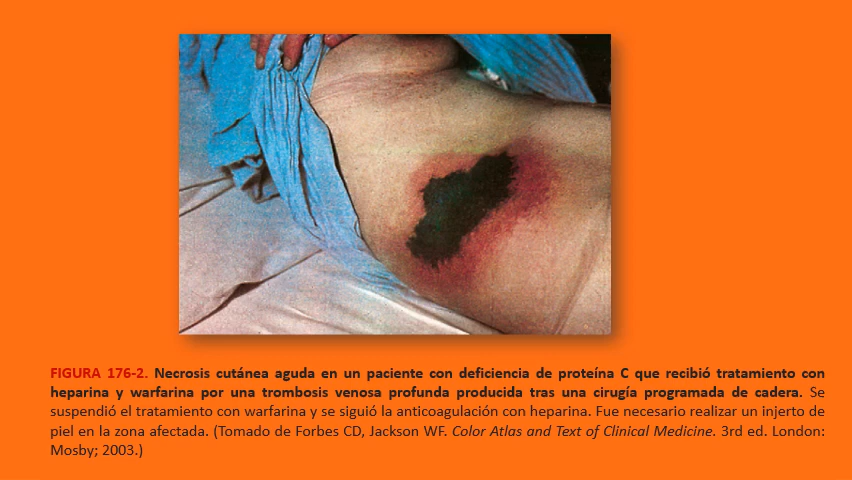 FIGURA 176-2. Necrosis cutánea aguda en un paciente con deficiencia de proteína C que recibió tratamiento con
heparina y warfarina por una trombosis venosa profunda producida tras una cirugía programada de cadera. Se
suspendió el tratamiento con warfarina y se siguió la anticoagulación con heparina. Fue necesario realizar un injerto de
piel en la zona afectada. (Tomado de Forbes CD, Jackson WF. Color Atlas and Text of Clinical Medicine. 3rd ed. London:
Mosby; 2003.)